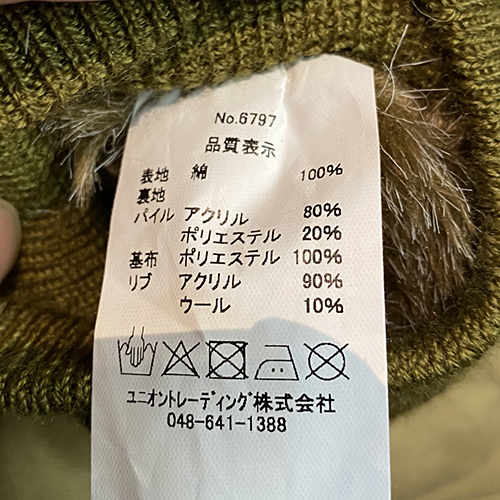 No.6797
品質表示
表地 綿 100%
裏地
パイル アクリル 80%
ポリエステル 20%
基布 ポリエステル 100%
リブ アクリル 90%
ウール 10%
ユニオントレーディング株式会社
048-641-1388